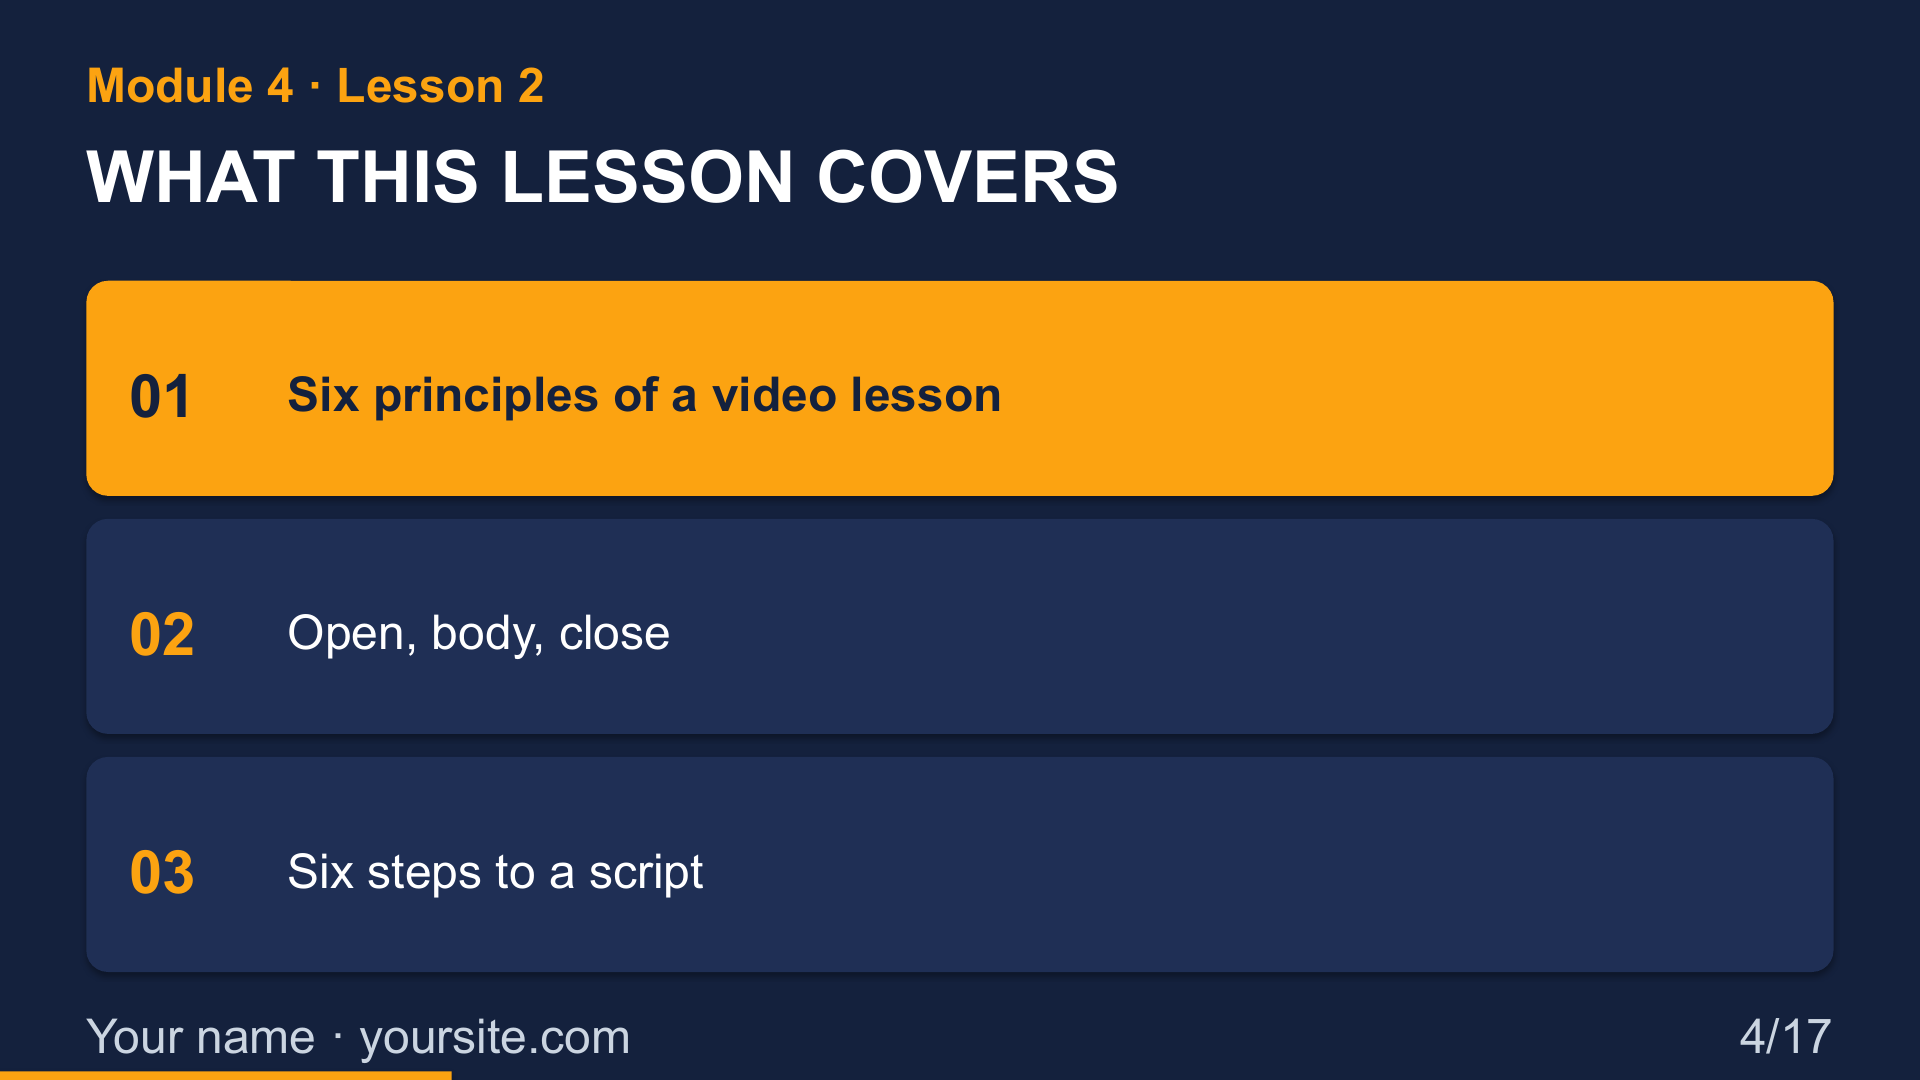 Module 4 · Lesson 2
WHAT THIS LESSON COVERS
01 Six principles of a video lesson
02 Open, body, close
03 Six steps to a script
Your name · yoursite.com 4/17